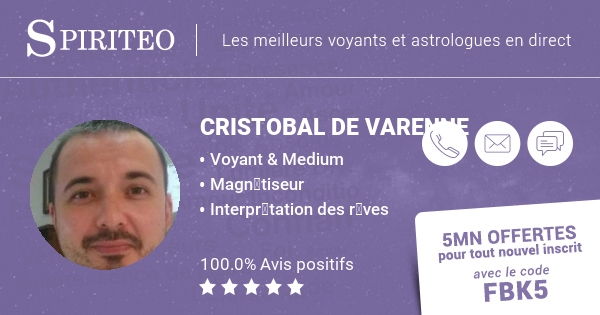 SPIRITEO
Les meilleurs voyants et astrologues en direct
CRISTOBAL DE VARENNE
• Voyant & Medium
• Magn▯tiseur
• Interpr▯tation des r▯ves
100.0% Avis positifs
5MN OFFERTES
pour tout nouvel inscrit
avec le code
FBK5